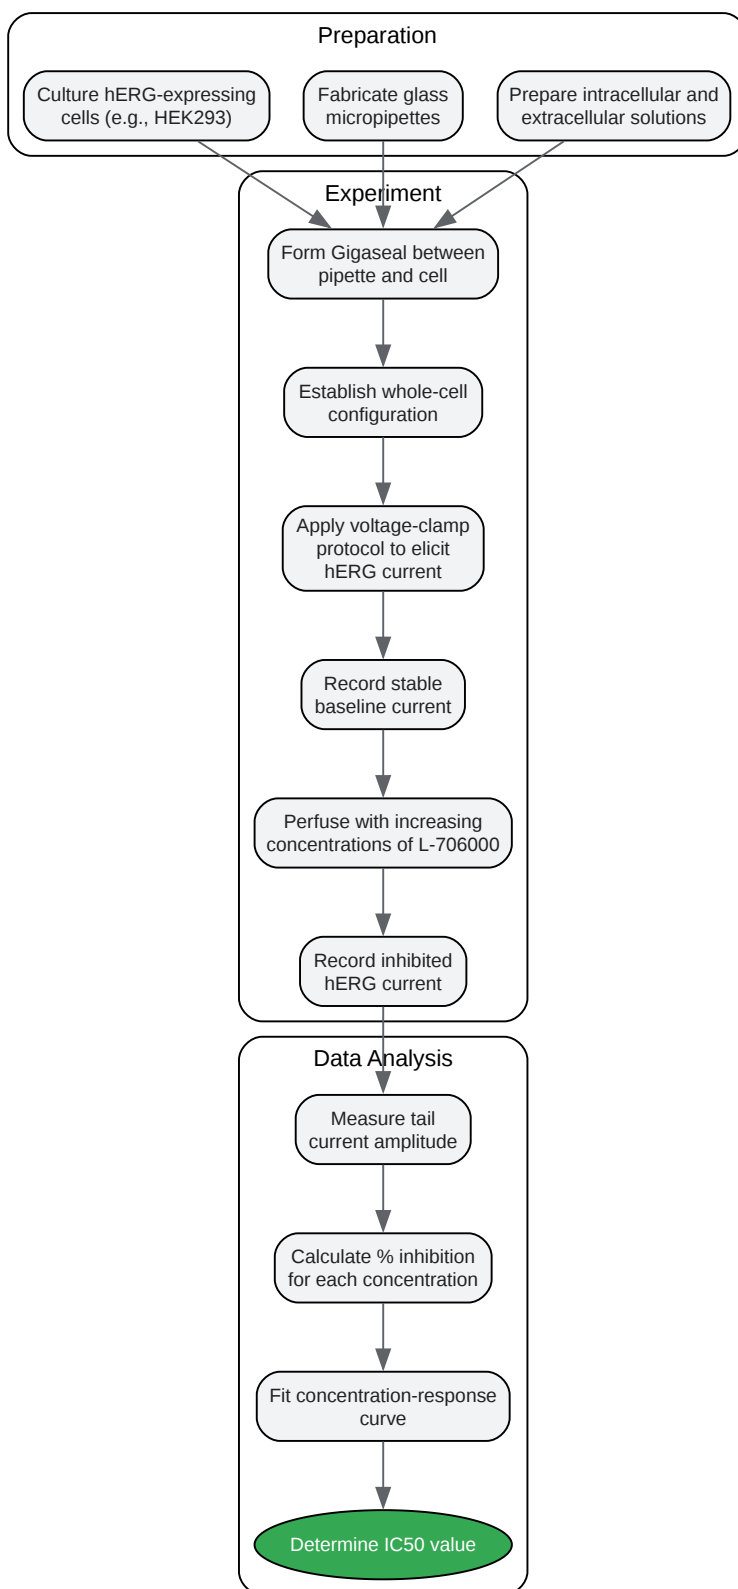 Preparation
Culture hERG-expressing
cells (e.g., HEK293)
Fabricate glass
micropipettes
Prepare intracellular and
extracellular solutions
Experiment
Form Gigaseal between
pipette and cell
Establish whole-cell
configuration
Apply voltage-clamp
protocol to elicit
hERG current
Record stable
baseline current
Perfuse with increasing
concentrations of L-706000
Record inhibited
hERG current
Data Analysis
Measure tail
current amplitude
Calculate % inhibition
for each concentration
Fit concentration-response
curve
Determine IC50 value